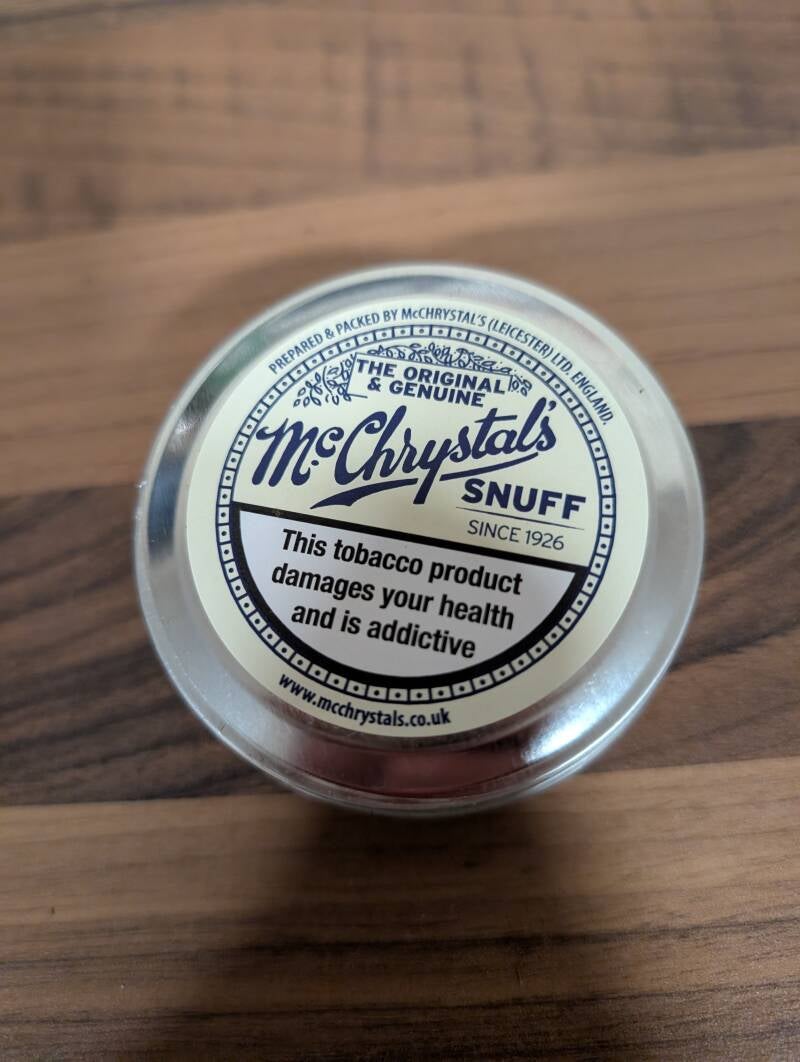 PREPARED & PACKED BY McCHRYSTAL'S (LEICESTER) LTD. ENGLAND.
THE ORIGINAL
& GENUINE
McChrystal's
SNUFF
SINCE 1926
This tobacco product
damages your health
and is addictive
www.mcchrystals.co.uk